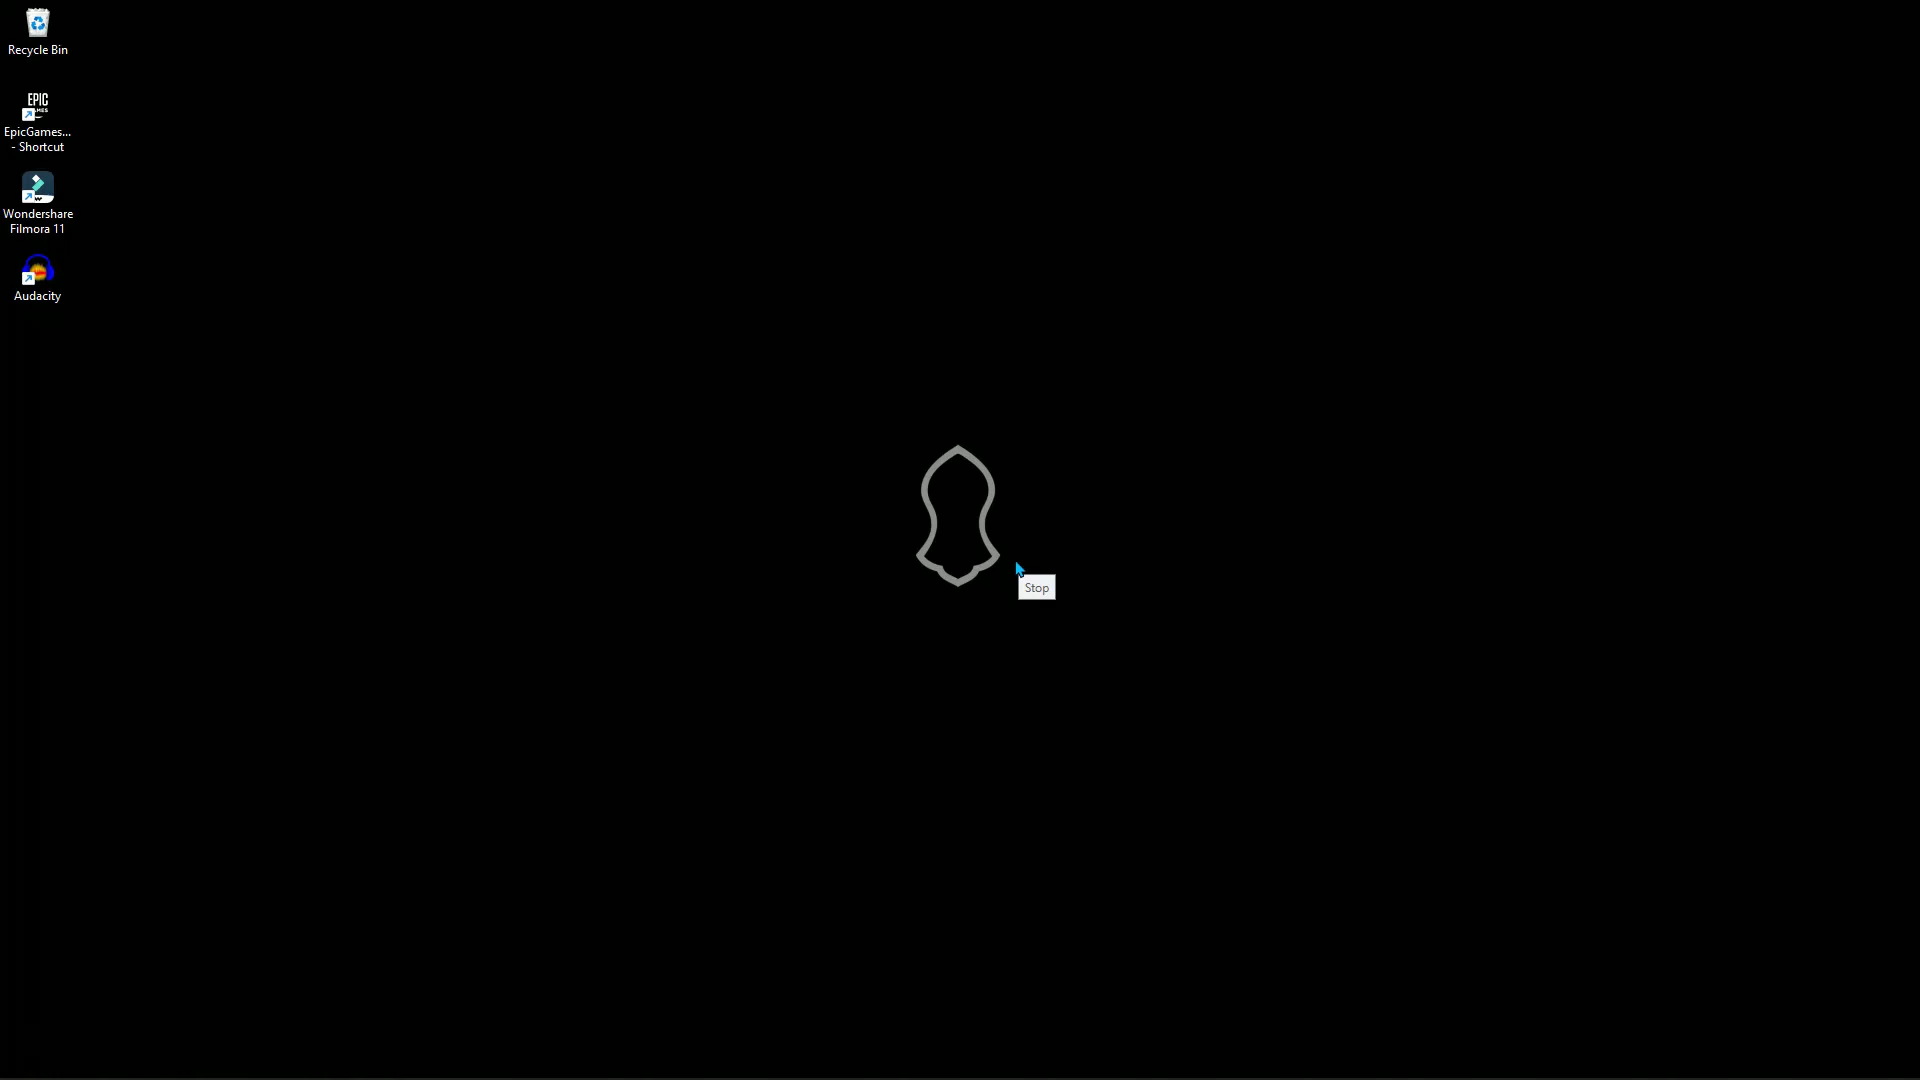 Recycle Bin
EPIC
EpicGames...
- Shortcut
Wondershare
Filmora 11
Audacity
Stop